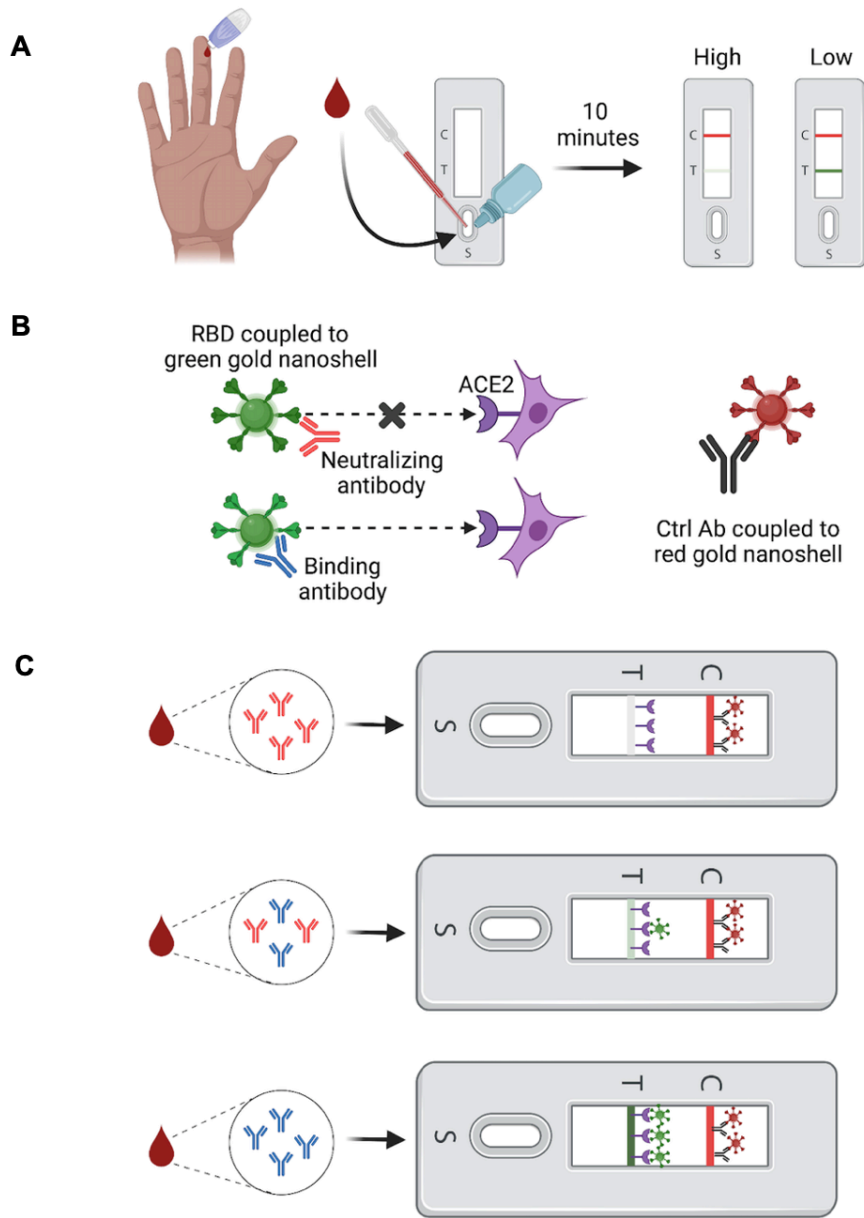 A
High
Low
10
minutes
C
T
S
C
T
S
C
T
S
B
RBD coupled to
green gold nanoshell
ACE2
Neutralizing
antibody
Binding
antibody
Ctrl Ab coupled to
red gold nanoshell
C
T
C
S
T
C
S
T
C
S